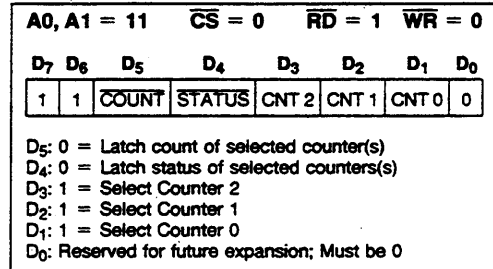 A0, A1 = 11 CS = 0 RD = 1 WR = 0
D7 D6 D5 D4 D3 D2 D1 D0
1 1 COUNT STATUS CNT 2 CNT 1 CNT 0 0
D5: 0 = Latch count of selected counter(s)
D4: 0 = Latch status of selected counters(s)
D3: 1 = Select Counter 2
D2: 1 = Select Counter 1
D1: 1 = Select Counter 0
D0: Reserved for future expansion; Must be 0